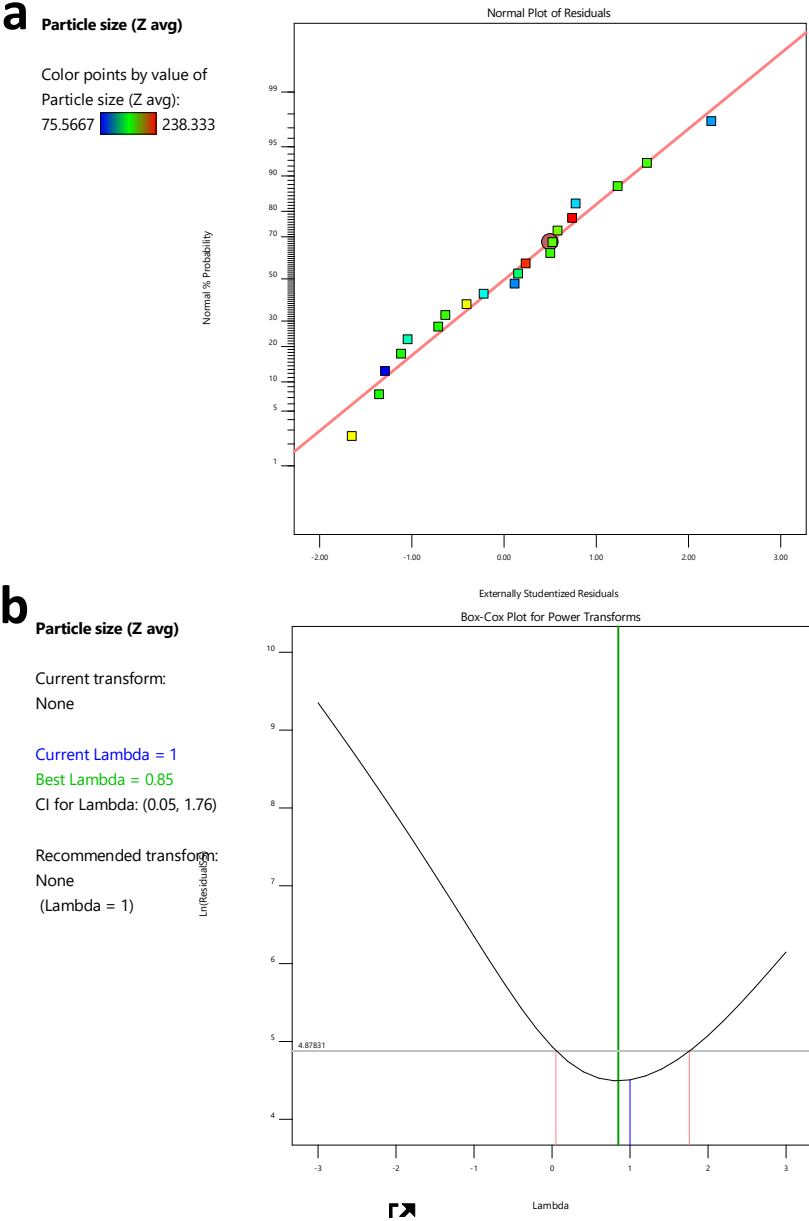 a
Particle size (Z avg)
Color points by value of
Particle size (Z avg):
75.5667 238.333
Normal Plot of Residuals
Normal % Probability
99
95
90
80
70
50
30
20
10
5
1
-2.00 -1.00 0.00 1.00 2.00 3.00
Externally Studentized Residuals
b
Particle size (Z avg)
Current transform:
None
Current Lambda = 1
Best Lambda = 0.85
CI for Lambda: (0.05, 1.76)
Recommended transform:
None
(Lambda = 1)
Box-Cox Plot for Power Transforms
Ln(ResidualSS)
10
9
8
7
6
5
4.87831
4
-3 -2 -1 0 1 2 3
Lambda